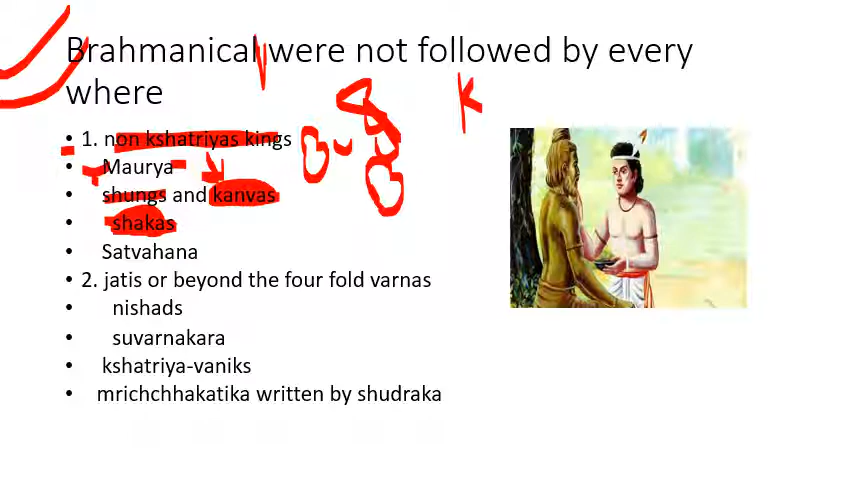 Brahmanical were not followed by every
where
• 1. non kshatriyas kings
• Maurya
• shungs and kanvas
• shakas
• Satvahana
• 2. jatis or beyond the four fold varnas
• nishads
• suvarnakara
• kshatriya-vaniks
• mrichchhakatika written by shudraka
K